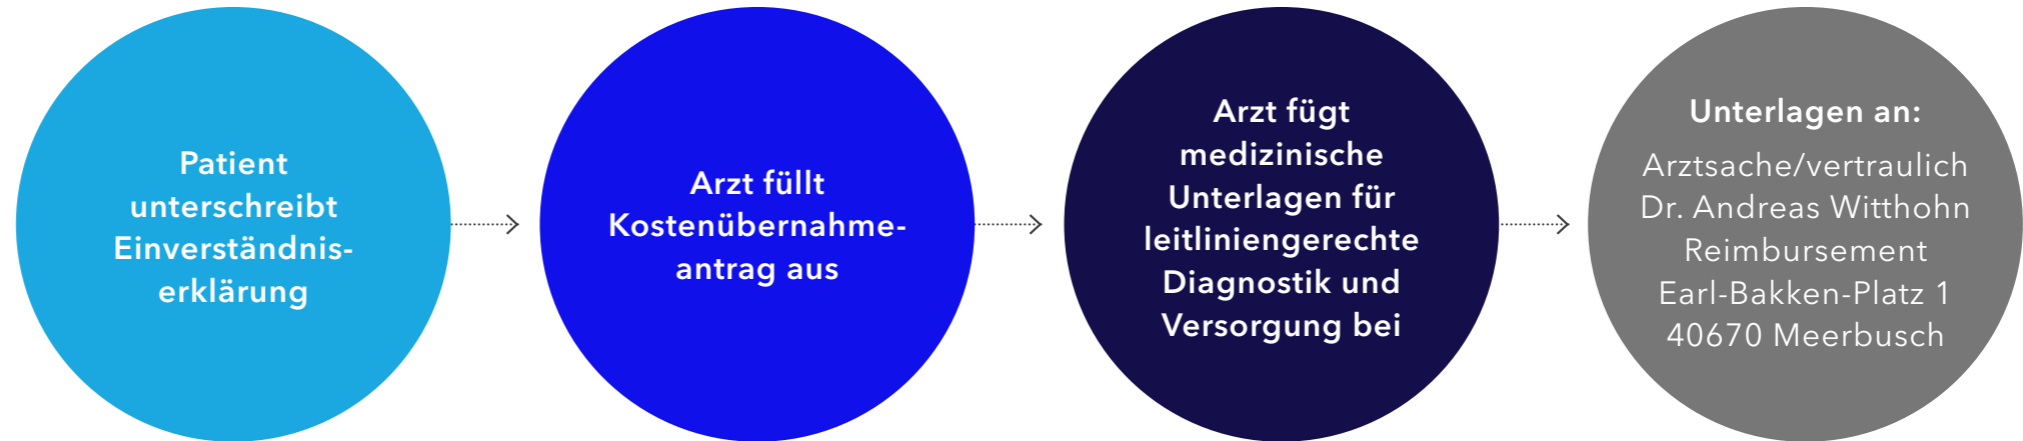 Patient
unterschreibt
Einverständnis-
erklärung
Arzt füllt
Kostenübernahme-
antrag aus
Arzt fügt
medizinische
Unterlagen für
leitliniengerechte
Diagnostik und
Versorgung bei
Unterlagen an:
Arztsache/vertraulich
Dr. Andreas Witthohn
Reimbursement
Earl-Bakken-Platz 1
40670 Meerbusch